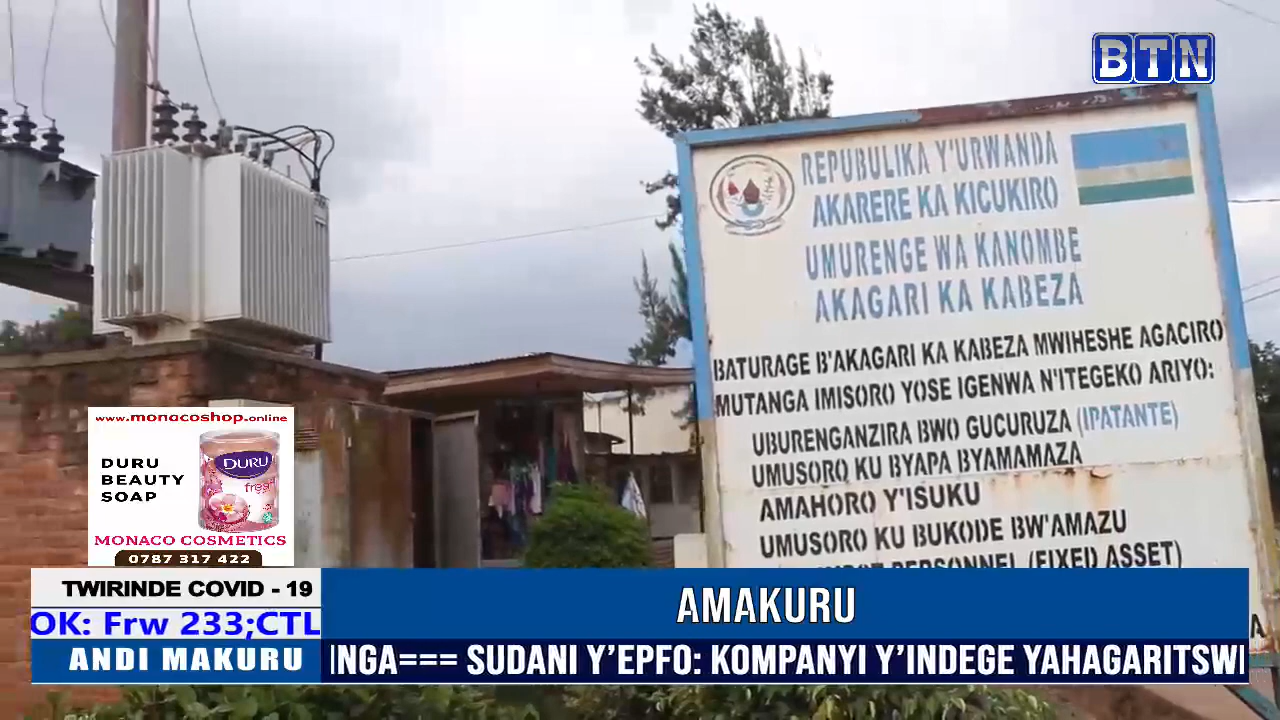 BTN
REPUBULIKA Y'URWANDA
AKARERE KA KICUKIRO
UMURENGE WA KANOMBE
AKAGARI KA KABEZA
BATURAGE B'AKAGARI KA KABEZA MWIHESHE AGACIRO
MUTANGA IMISORO YOSE IGENWA N'ITEGEKO ARIYO:
UBURENGANZIRA BWO GUCURUZA (IPATANTE)
UMUSORO KU BYAPA BYAMAMAZA
AMAHORO Y'ISUKU
UMUSORO KU BUKODE BW'AMAZU
PERSONNEL (FIXED ASSET)
www.monacoshop.online
DURU
BEAUTY
SOAP
DURU
fresh
MONACO COSMETICS
0787 317 422
TWIRINDE COVID - 19
OK: Frw 233;CTL
AMAKURU
ANDI MAKURU
INGA=== SUDANI Y'EPFO: KOMPANYI Y'INDEGE YAHAGARITSWI